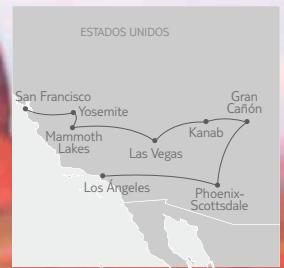 ESTADOS UNIDOS
San Francisco
Yosemite
Mammoth
Lakes
Las Vegas
Kanab
Gran
Cañón
Los Ángeles
Phoenix-
Scottsdale